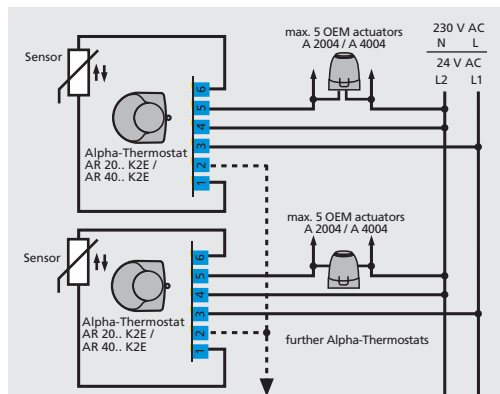 230 V AC
N L
24 V AC
L2 L1
max. 5 OEM actuators
A 2004 / A 4004
Sensor
6
5
4
3
2
1
Alpha-Thermostat
AR 20.. K2E /
AR 40.. K2E
max. 5 OEM actuators
A 2004 / A 4004
Sensor
6
5
4
3
2
1
Alpha-Thermostat
AR 20.. K2E /
AR 40.. K2E
further Alpha-Thermostats